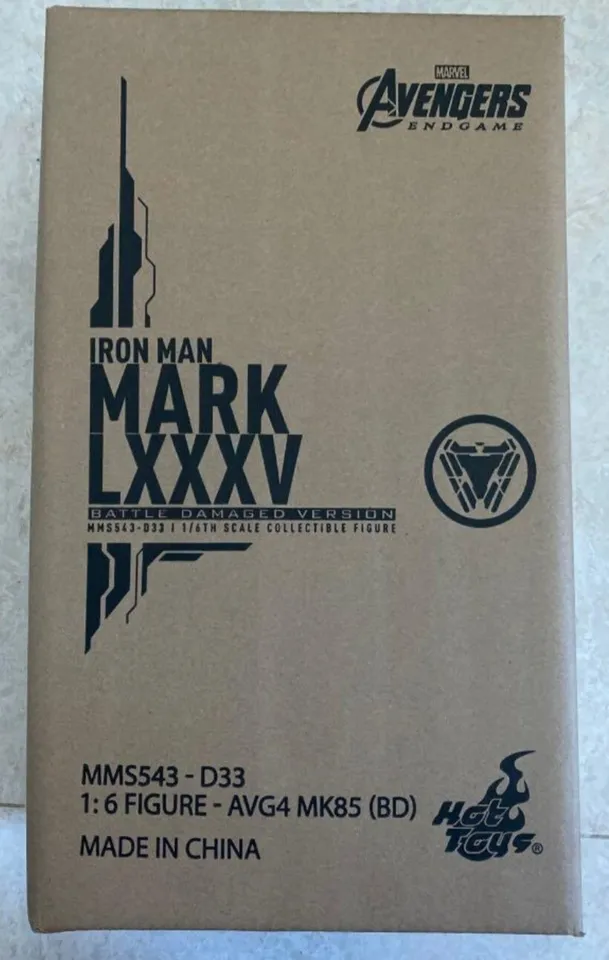 MARVEL
AVENGERS
ENDGAME
IRON MAN
MARK
LXXXV
BATTLE DAMAGED VERSION
MMS543-D33 | 1/6TH SCALE COLLECTIBLE FIGURE
MMS543 - D33
1: 6 FIGURE - AVG4 MK85 (BD)
MADE IN CHINA
Hot
Toys®